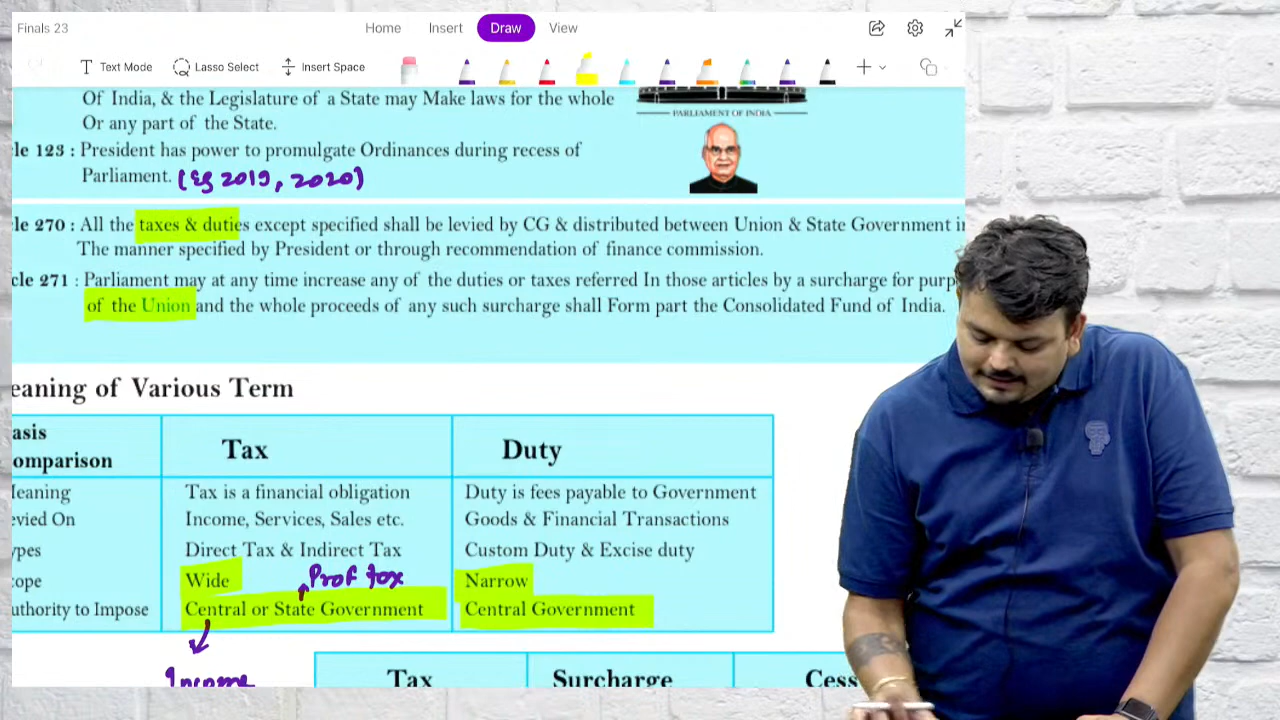 Finals 23
Home Insert Draw View
Text Mode Lasso Select Insert Space
Of India, & the Legislature of a State may Make laws for the whole
Or any part of the State.
PARLIAMENT OF INDIA
le 123 : President has power to promulgate Ordinances during recess of
Parliament. (Eg 2019, 2020)
le 270 : All the taxes & duties except specified shall be levied by CG & distributed between Union & State Government in
The manner specified by President or through recommendation of finance commission.
cle 271 : Parliament may at any time increase any of the duties or taxes referred In those articles by a surcharge for purp
of the Union and the whole proceeds of any such surcharge shall Form part the Consolidated Fund of India.
eaning of Various Term
asis
omparison
Tax
Duty
eaning Tax is a financial obligation Duty is fees payable to Government
evied On Income, Services, Sales etc. Goods & Financial Transactions
ypes Direct Tax & Indirect Tax Custom Duty & Excise duty
ope Wide Prof tax Narrow
uthority to Impose Central or State Government Central Government
Income
Tax Surcharge Cess